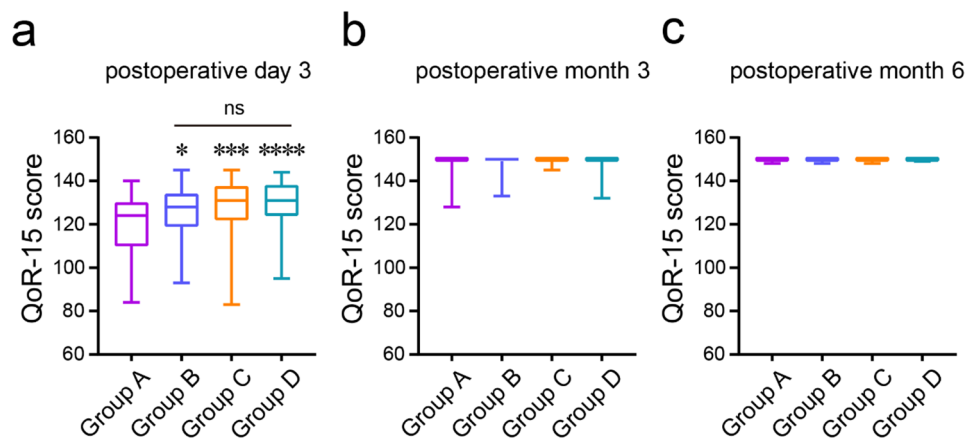 a
postoperative day 3
ns
* *** ****
QoR-15 score
160
140
120
100
80
60
Group A
Group B
Group C
Group D
b
postoperative month 3
QoR-15 score
160
140
120
100
80
60
Group A
Group B
Group C
Group D
c
postoperative month 6
QoR-15 score
160
140
120
100
80
60
Group A
Group B
Group C
Group D